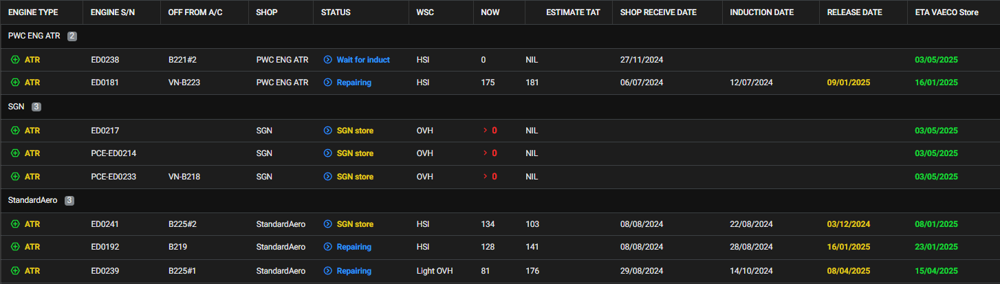 ENGINE TYPE ENGINE S/N OFF FROM A/C SHOP STATUS WSC NOW ESTIMATE TAT SHOP RECEIVE DATE INDUCTION DATE RELEASE DATE ETA VAECO Store
PWC ENG ATR 2
ATR ED0238 B221#2 PWC ENG ATR Wait for induct HSI 0 NIL 27/11/2024 03/05/2025
ATR ED0181 VN-B223 PWC ENG ATR Repairing HSI 175 181 06/07/2024 12/07/2024 09/01/2025 16/01/2025
SGN 3
ATR ED0217 SGN SGN store OVH > 0 NIL 03/05/2025
ATR PCE-ED0214 SGN SGN store OVH > 0 NIL 03/05/2025
ATR PCE-ED0233 VN-B218 SGN SGN store OVH > 0 NIL 03/05/2025
StandardAero 3
ATR ED0241 B225#2 StandardAero SGN store HSI 134 103 08/08/2024 22/08/2024 03/12/2024 08/01/2025
ATR ED0192 B219 StandardAero Repairing HSI 128 141 08/08/2024 28/08/2024 16/01/2025 23/01/2025
ATR ED0239 B225#1 StandardAero Repairing Light OVH 81 176 29/08/2024 14/10/2024 08/04/2025 15/04/2025